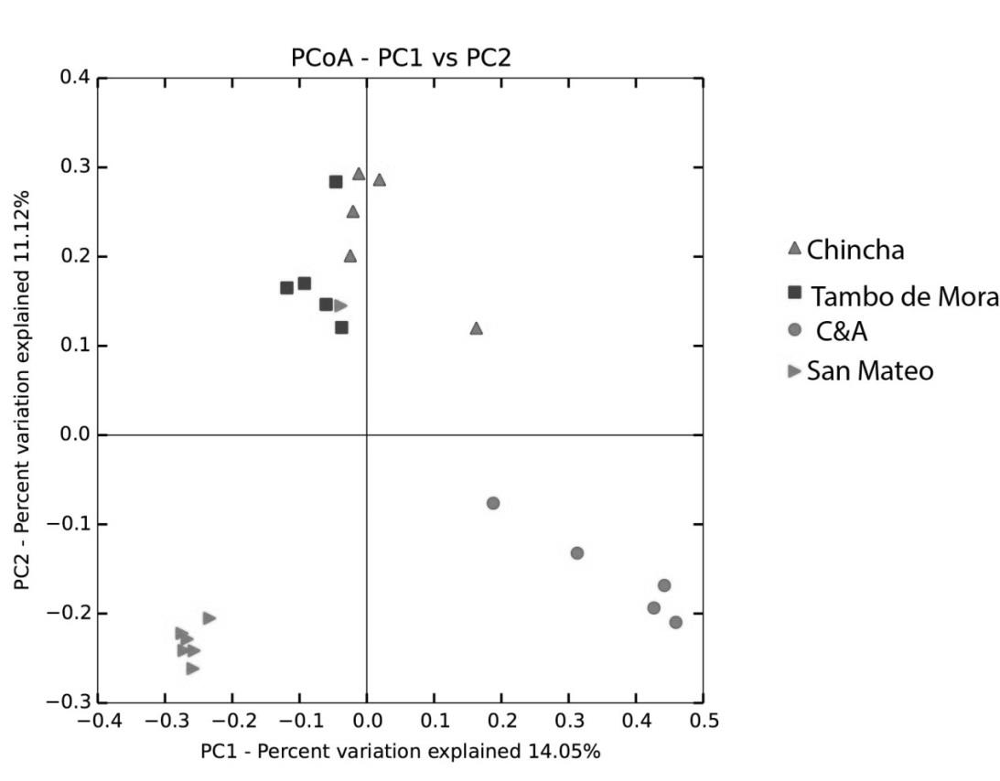 PCoA - PC1 vs PC2
0.4
0.3
0.2
0.1
0.0
−0.1
−0.2
−0.3
PC2 - Percent variation explained 11.12%
−0.4 −0.3 −0.2 −0.1 0.0 0.1 0.2 0.3 0.4 0.5
PC1 - Percent variation explained 14.05%
Chincha
Tambo de Mora
C&A
San Mateo